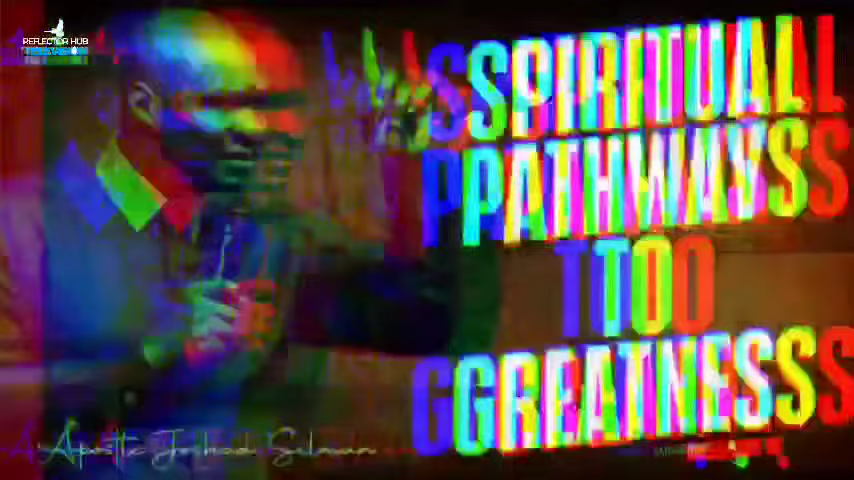 REFLECTOR HUB
SPIRITUAL
PATHWAYS
TO
GREATNESS
Apostle Joshua Selman